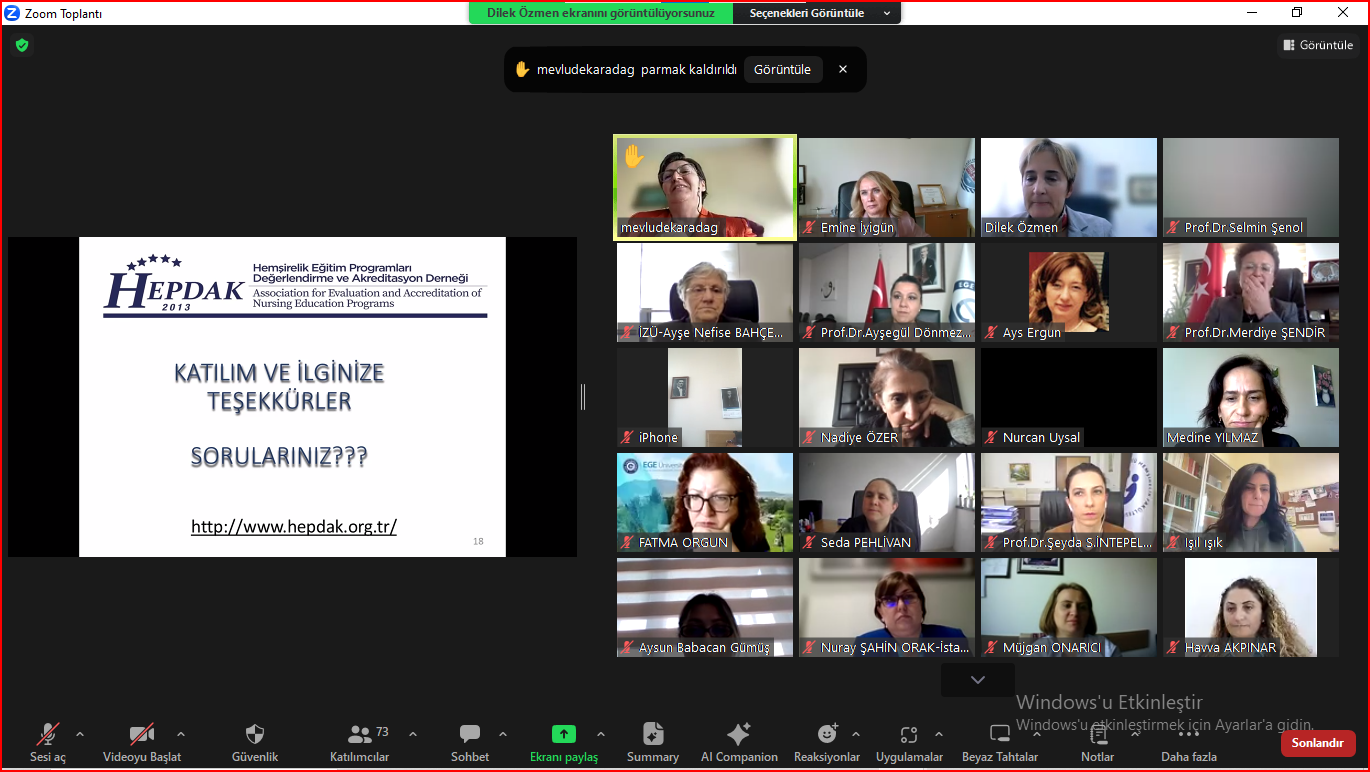 Zoom Toplantı
Dilek Özmen ekranını görüntülüyorsunuz
Seçenekleri Görüntüle
Görüntüle
mevludekaradag parmak kaldırıldı
Görüntüle
HEPDAK
2013
Hemşirelik Eğitim Programları
Değerlendirme ve Akreditasyon Derneği
Association for Evaluation and Accreditation of
Nursing Education Programs
KATILIM VE İLGİNİZE
TEŞEKKÜRLER
SORULARINIZ???
http://www.hepdak.org.tr/
18
mevludekaradag
Emine İyigün
Dilek Özmen
Prof.Dr.Selmin Şenol
İZÜ-Ayşe Nefise BAHÇE...
Prof.Dr.Ayşegül Dönmez...
EGE
Ays Ergun
Prof.Dr.Merdiye ŞENDİR
iPhone
Nadiye ÖZER
Nurcan Uysal
Medine YILMAZ
EGE Üniversi
FATMA ORGUN
Seda PEHLİVAN
Prof.Dr.Şeyda S.İNTEPEL...
Işıl ışık
Aysun Babacan Gümüş
Nuray ŞAHİN ORAK-İsta...
Müjgan ONARICI
Havva AKPINAR
Windows'u Etkinleştir
Windows'u etkinleştirmek için Ayarlar'a gidin.
Sesi aç
Videoyu Başlat
Güvenlik
73
Katılımcılar
Sohbet
Ekranı paylaş
Summary
AI Companion
Reaksiyonlar
Uygulamalar
Beyaz Tahtalar
Notlar
Daha fazla
Sonlandır